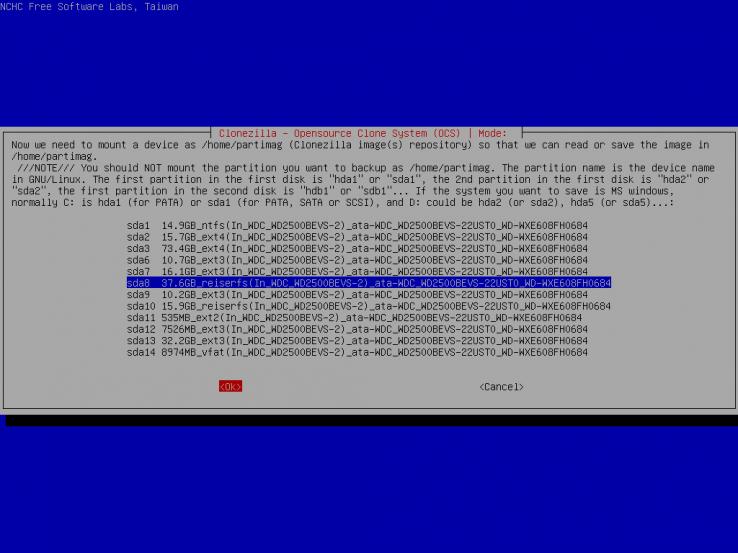 NCHC Free Software Labs, Taiwan
Clonezilla - Opensource Clone System (OCS) | Mode:
Now we need to mount a device as /home/partimag (Clonezilla image(s) repository) so that we can read or save the image in
/home/partimag.
///NOTE/// You should NOT mount the partition you want to backup as /home/partimag. The partition name is the device name
in GNU/Linux. The first partition in the first disk is "hda1" or "sda1", the 2nd partition in the first disk is "hda2" or
"sda2", the first partition in the second disk is "hdb1" or "sdb1"... If the system you want to save is MS windows,
normally C: is hda1 (for PATA) or sda1 (for PATA, SATA or SCSI), and D: could be hda2 (or sda2), hda5 (or sda5)...:
sda1 14.9GB_ntfs(In_WDC_WD2500BEVS-2)_ata-WDC_WD2500BEVS-22UST0_WD-WXE608FH0684
sda2 15.7GB_ext4(In_WDC_WD2500BEVS-2)_ata-WDC_WD2500BEVS-22UST0_WD-WXE608FH0684
sda3 73.4GB_ext4(In_WDC_WD2500BEVS-2)_ata-WDC_WD2500BEVS-22UST0_WD-WXE608FH0684
sda6 10.7GB_ext3(In_WDC_WD2500BEVS-2)_ata-WDC_WD2500BEVS-22UST0_WD-WXE608FH0684
sda7 16.1GB_ext3(In_WDC_WD2500BEVS-2)_ata-WDC_WD2500BEVS-22UST0_WD-WXE608FH0684
sda8 37.6GB_reiserfs(In_WDC_WD2500BEVS-2)_ata-WDC_WD2500BEVS-22UST0_WD-WXE608FH0684
sda9 10.2GB_ext3(In_WDC_WD2500BEVS-2)_ata-WDC_WD2500BEVS-22UST0_WD-WXE608FH0684
sda10 15.9GB_reiserfs(In_WDC_WD2500BEVS-2)_ata-WDC_WD2500BEVS-22UST0_WD-WXE608FH0684
sda11 535MB_ext2(In_WDC_WD2500BEVS-2)_ata-WDC_WD2500BEVS-22UST0_WD-WXE608FH0684
sda12 7526MB_ext3(In_WDC_WD2500BEVS-2)_ata-WDC_WD2500BEVS-22UST0_WD-WXE608FH0684
sda13 32.2GB_ext3(In_WDC_WD2500BEVS-2)_ata-WDC_WD2500BEVS-22UST0_WD-WXE608FH0684
sda14 8974MB_vfat(In_WDC_WD2500BEVS-2)_ata-WDC_WD2500BEVS-22UST0_WD-WXE608FH0684
<Ok> <Cancel>